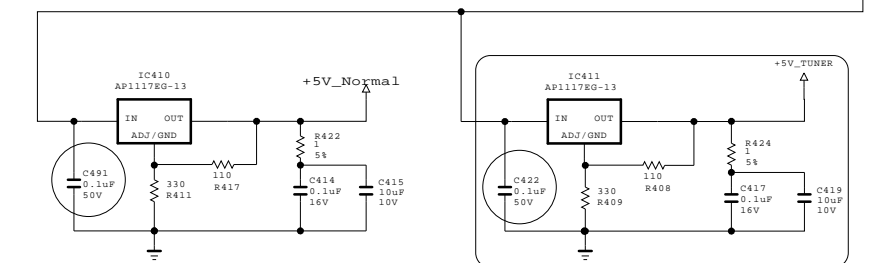 IC410
AP1117EG-13
+5V_Normal
IN
OUT
ADJ/GND
R422
1
5%
C491
0.1uF
50V
330
R411
110
R417
C414
0.1uF
16V
C415
10uF
10V
IC411
AP1117EG-13
+5V_TUNER
IN
OUT
ADJ/GND
R424
1
5%
C422
0.1uF
50V
330
R409
110
R408
C417
0.1uF
16V
C419
10uF
10V